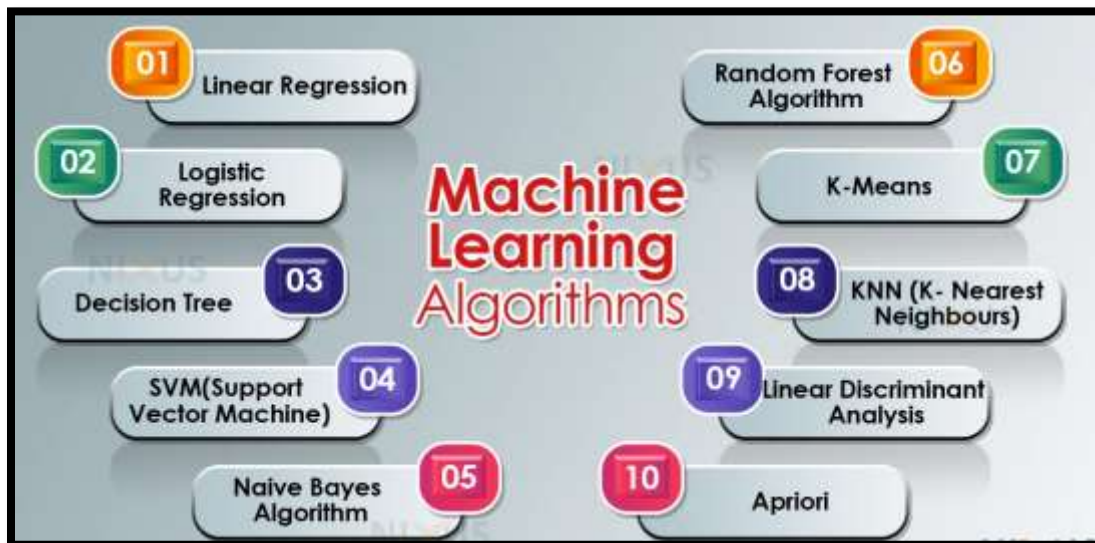 01
Linear Regression
02
Logistic
Regression
03
Decision Tree
04
SVM(Support
Vector Machine)
05
Naive Bayes
Algorithm
Machine
Learning
Algorithms
06
Random Forest
Algorithm
07
K-Means
08
KNN (K- Nearest
Neighbours)
09
Linear Discriminant
Analysis
10
Apriori